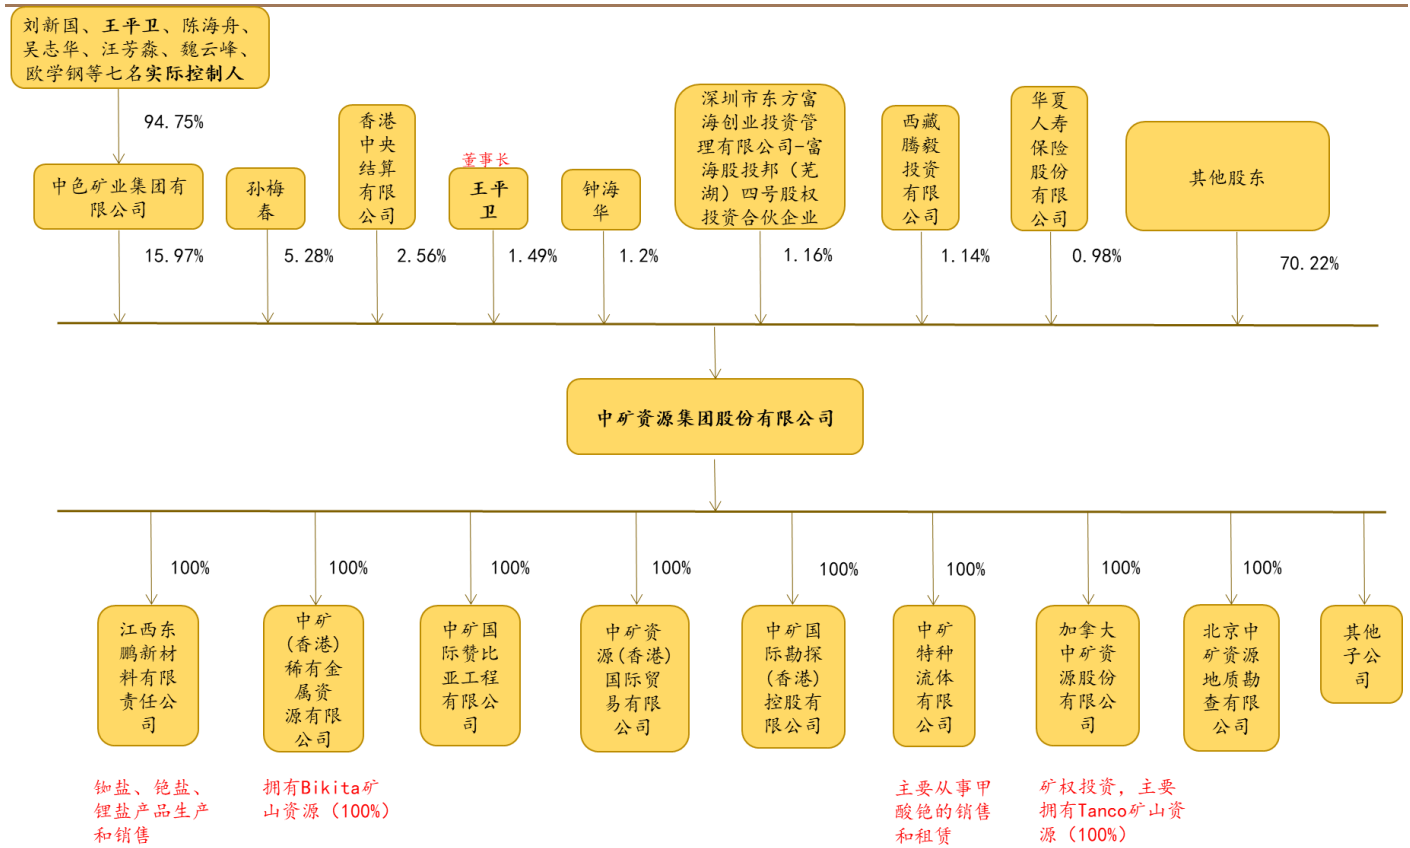 刘新国、王平卫、陈海舟、
吴志华、汪芳淼、魏云峰、
欧学钢等七名实际控制人
94.75%
中色矿业集团有
限公司
孙梅
春
香港
中央
结算
有限
公司
董事长
王平
卫
钟海
华
深圳市东方富
海创业投资管
理有限公司-富
海股投邦（芜
湖）四号股权
投资合伙企业
西藏
腾毅
投资
有限
公司
华夏
人寿
保险
股份
有限
公司
其他股东
15.97%
5.28%
2.56%
1.49%
1.2%
1.16%
1.14%
0.98%
70.22%
中矿资源集团股份有限公司
100%
100%
100%
100%
100%
100%
100%
100%
江西东
鹏新材
料有限
责任公
司
中矿
(香港)
稀有金
属资
源有限
公司
中矿国
际赞比
亚工程
有限公
司
中矿资
源(香港)
国际贸
易有限
公司
中矿国
际勘探
(香港)
控股有
限公司
中矿
特种
流体
有限
公司
加拿大
中矿资
源股份
有限公
司
北京中
矿资源
地质勘
查有限
公司
其他
子公
司
铷盐、铯盐、
锂盐产品生产
和销售
拥有Bikita矿
山资源（100%）
主要从事甲
酸铯的销售
和租赁
矿权投资，主要
拥有Tanco矿山资
源（100%）